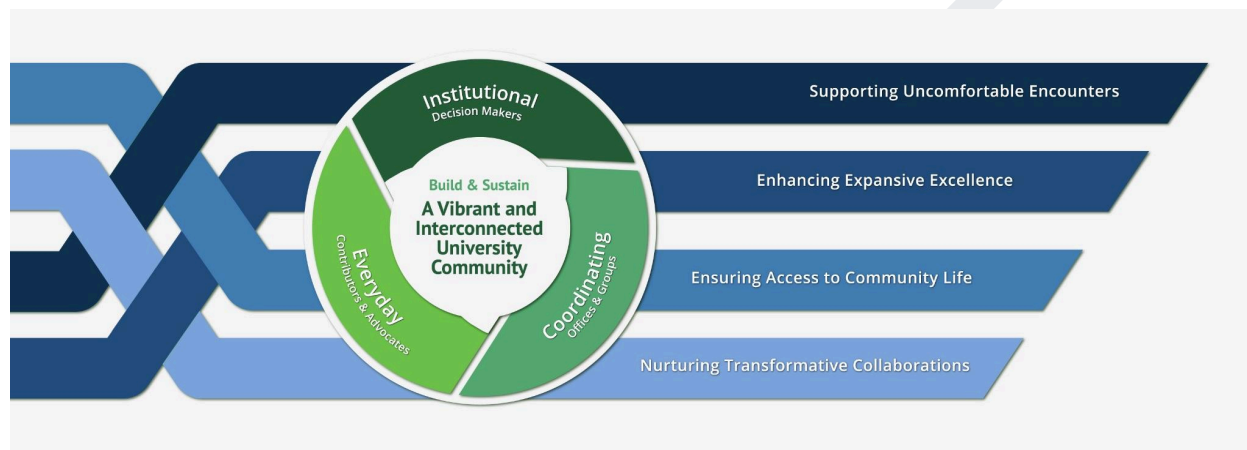 Institutional
Decision Makers
Build & Sustain
A Vibrant and
Interconnected
University
Community
Everyday
Contributors & Advocates
Coordinating
Offices & Groups
Supporting Uncomfortable Encounters
Enhancing Expansive Excellence
Ensuring Access to Community Life
Nurturing Transformative Collaborations